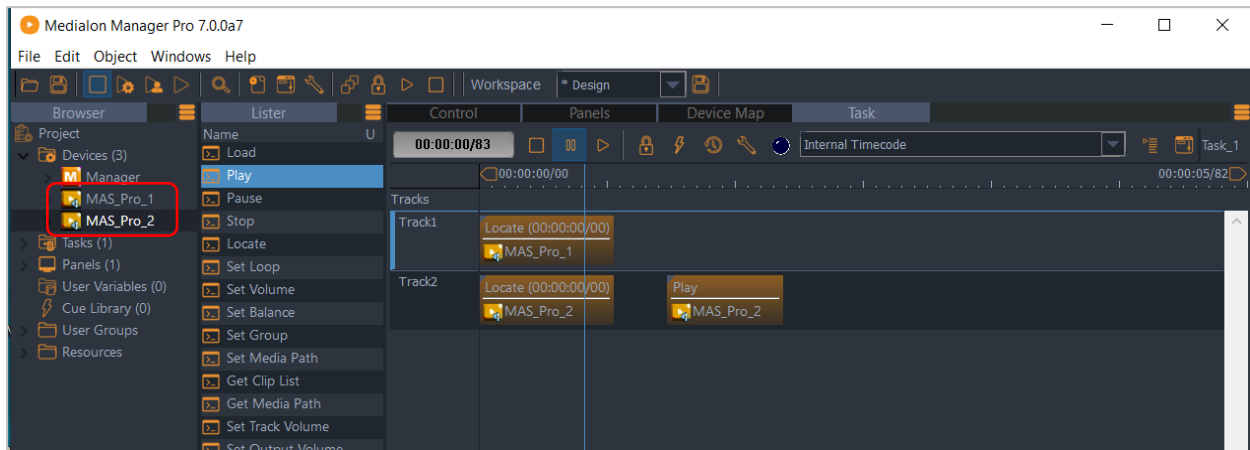 Medialon Manager Pro 7.0.0a7
File Edit Object Windows Help
Workspace * Design
Browser
Project
Devices (3)
M Manager
MAS_Pro_1
MAS_Pro_2
Tasks (1)
Panels (1)
User Variables (0)
Cue Library (0)
User Groups
Resources
Lister
Name U
Load
Play
Pause
Stop
Locate
Set Loop
Set Volume
Set Balance
Set Group
Set Media Path
Get Clip List
Get Media Path
Set Track Volume
Set Output Volume
Control Panels Device Map Task
00:00:00/83 Internal Timecode Task_1
00:00:00/00 00:00:05/82
Tracks
Track1
Locate (00:00:00/00)
MAS_Pro_1
Track2
Locate (00:00:00/00)
MAS_Pro_2
Play
MAS_Pro_2